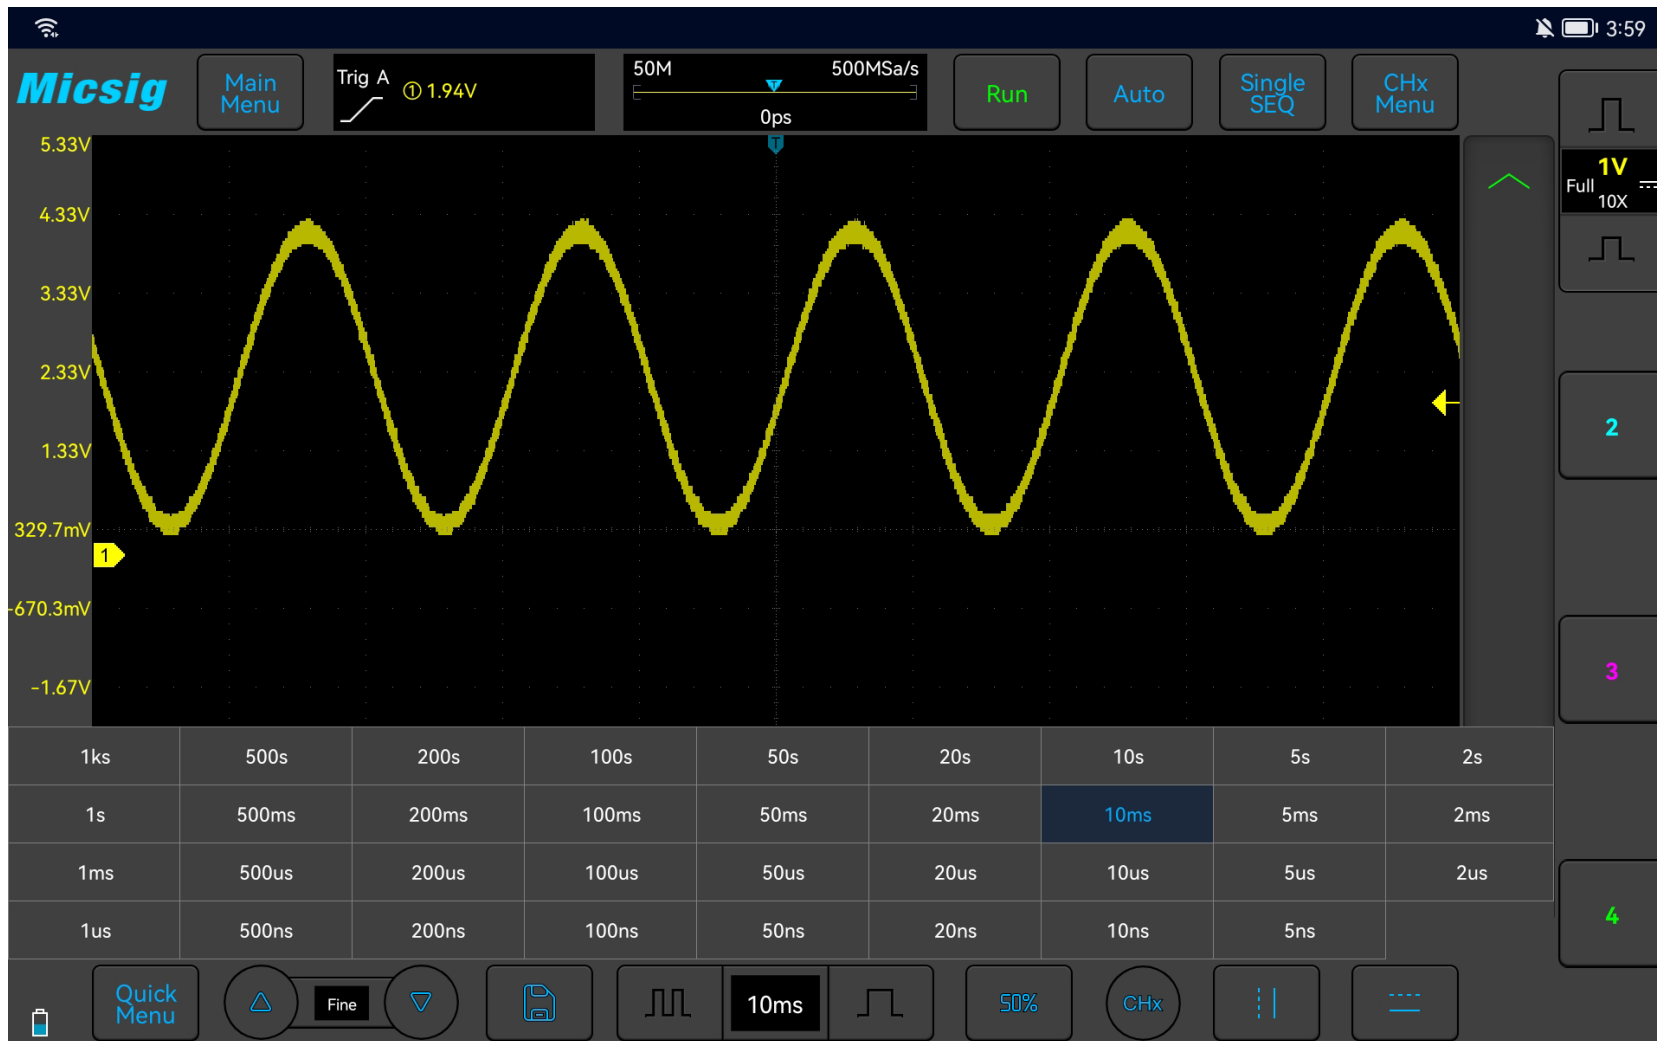 3:59
Micsig
Main
Menu
Trig A
① 1.94V
50M
500MSa/s
T
0ps
Run
Auto
Single
SEQ
CHx
Menu
5.33V
T
4.33V
3.33V
2.33V
1.33V
329.7mV
1
-670.3mV
-1.67V
1V
Full
10X
2
3
4
1ks 500s 200s 100s 50s 20s 10s 5s 2s
1s 500ms 200ms 100ms 50ms 20ms 10ms 5ms 2ms
1ms 500us 200us 100us 50us 20us 10us 5us 2us
1us 500ns 200ns 100ns 50ns 20ns 10ns 5ns
Quick
Menu
Fine
10ms
50%
CHx